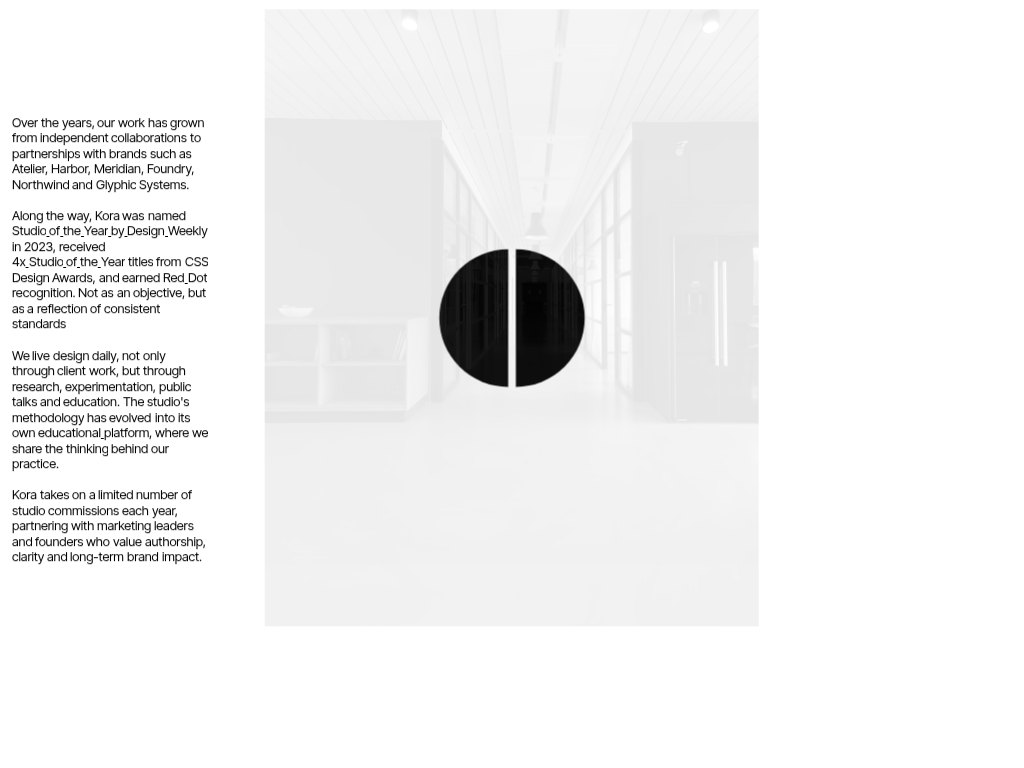 Over the years, our work has grown
from independent collaborations to
partnerships with brands such as
Atelier, Harbor, Meridian, Foundry,
Northwind and Glyphic Systems.
Along the way, Kora was named
Studio of the Year by Design Weekly
in 2023, received
4x Studio of the Year titles from CSS
Design Awards, and earned Red Dot
recognition. Not as an objective, but
as a reflection of consistent
standards
We live design daily, not only
through client work, but through
research, experimentation, public
talks and education. The studio's
methodology has evolved into its
own educational platform, where we
share the thinking behind our
practice.
Kora takes on a limited number of
studio commissions each year,
partnering with marketing leaders
and founders who value authorship,
clarity and long-term brand impact.